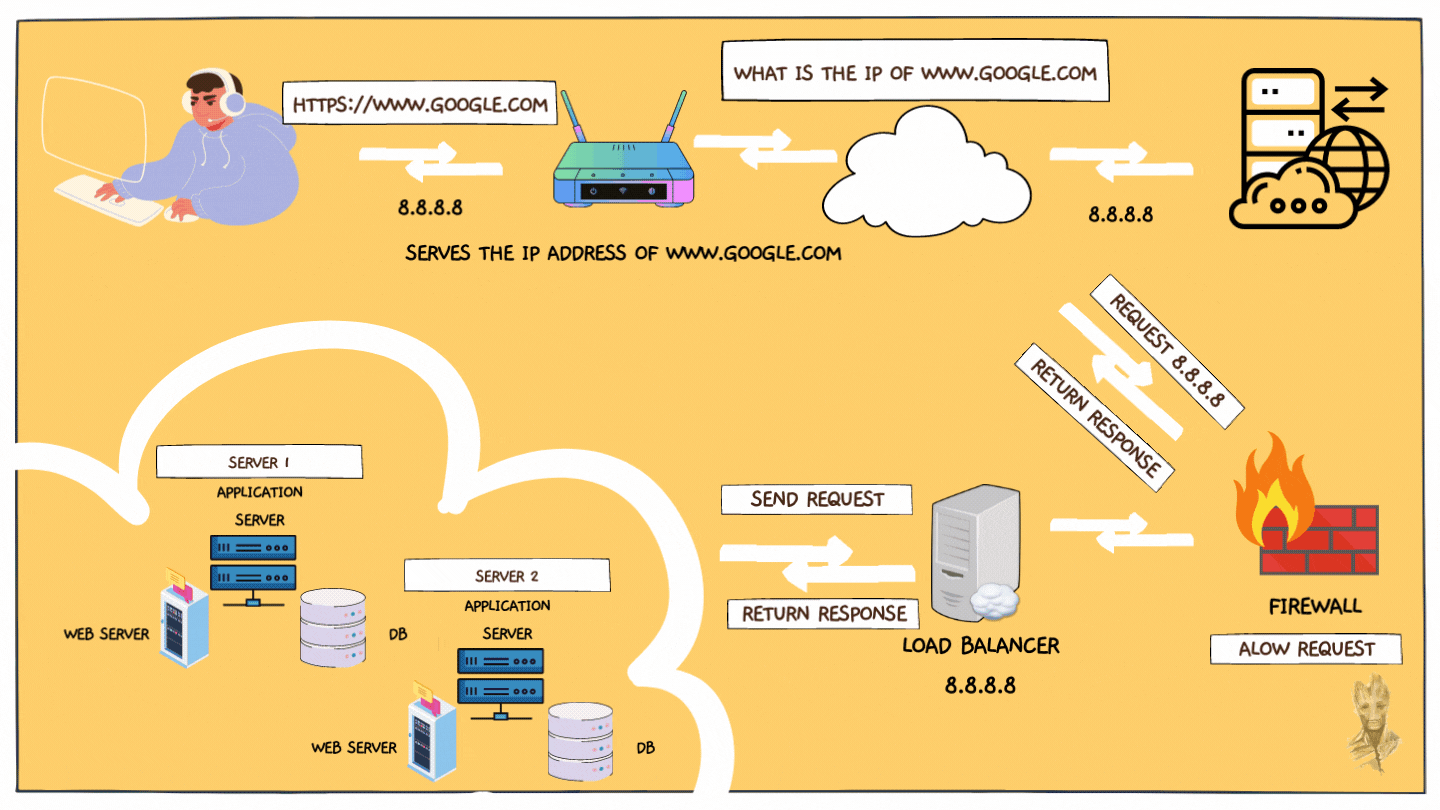 HTTPS://WWW.GOOGLE.COM
WHAT IS THE IP OF WWW.GOOGLE.COM
8.8.8.8
8.8.8.8
SERVES THE IP ADDRESS OF WWW.GOOGLE.COM
REQUEST 8.8.8.8
RETURN RESPONSE
SERVER 1
APPLICATION
SERVER
WEB SERVER
DB
SERVER 2
APPLICATION
SERVER
WEB SERVER
DB
SEND REQUEST
RETURN RESPONSE
LOAD BALANCER
8.8.8.8
FIREWALL
ALOW REQUEST